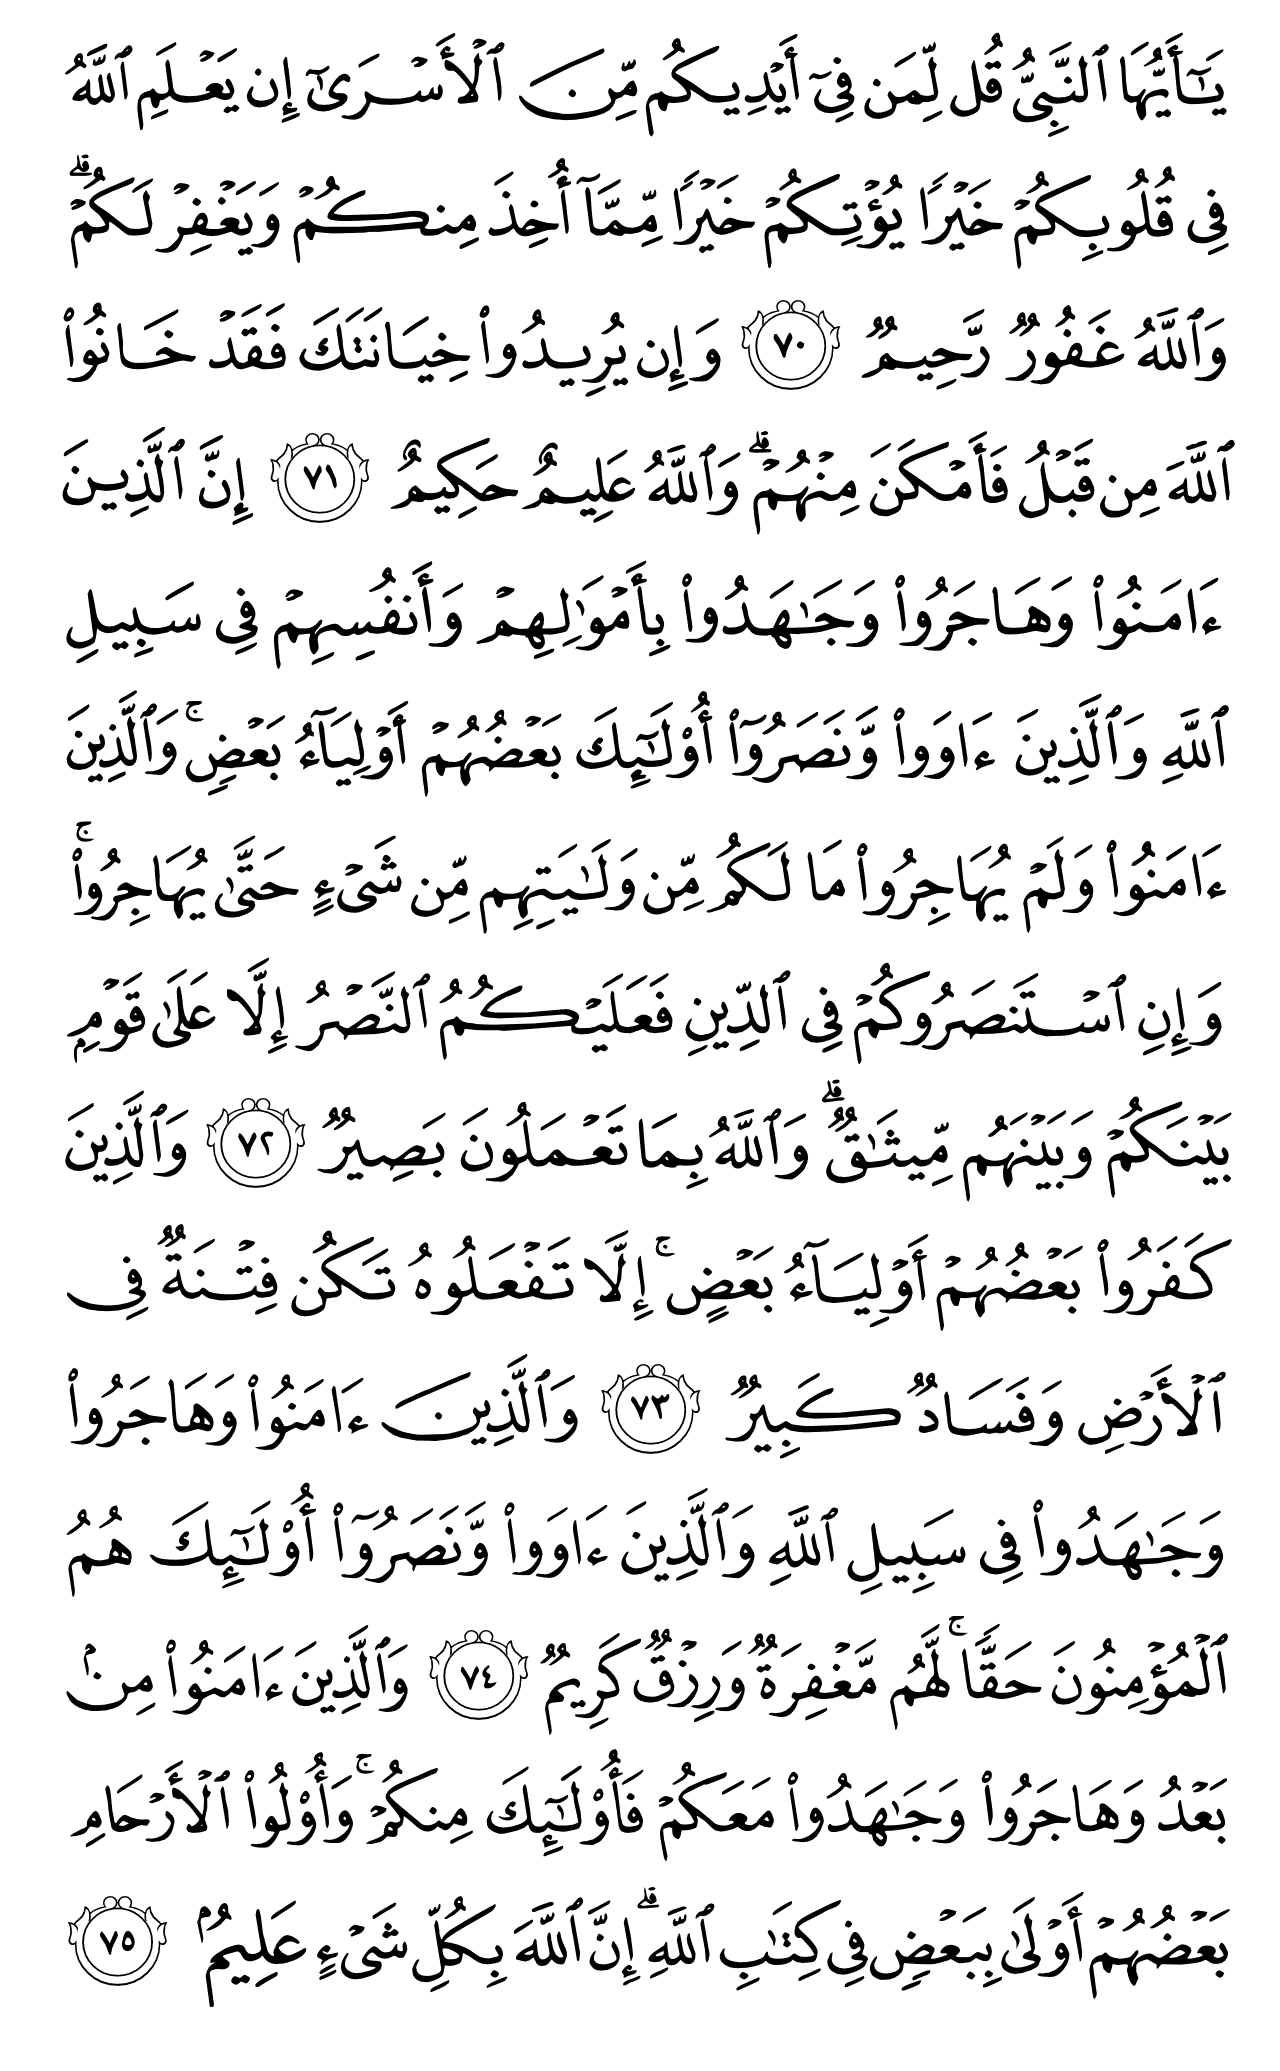 يَـٰٓأَيُّهَا ٱلنَّبِىُّ قُل لِّمَن فِىٓ أَيْدِيكُم مِّنَ ٱلْأَسْرَىٰٓ إِن يَعْلَمِ ٱللَّهُ
فِى قُلُوبِكُمْ خَيْرًا يُؤْتِكُمْ خَيْرًا مِّمَّآ أُخِذَ مِنكُمْ وَيَغْفِرْ لَكُمْ ۗ
وَٱللَّهُ غَفُورٌ رَّحِيمٌ ٧٠ وَإِن يُرِيدُوا۟ خِيَانَتَكَ فَقَدْ خَانُوا۟
ٱللَّهَ مِن قَبْلُ فَأَمْكَنَ مِنْهُمْ ۗ وَٱللَّهُ عَلِيمٌ حَكِيمٌ ٧١ إِنَّ ٱلَّذِينَ
ءَامَنُوا۟ وَهَاجَرُوا۟ وَجَـٰهَدُوا۟ بِأَمْوَٰلِهِمْ وَأَنفُسِهِمْ فِى سَبِيلِ
ٱللَّهِ وَٱلَّذِينَ ءَاوَوا۟ وَّنَصَرُوٓا۟ أُو۟لَـٰٓئِكَ بَعْضُهُمْ أَوْلِيَآءُ بَعْضٍ ۚ وَٱلَّذِينَ
ءَامَنُوا۟ وَلَمْ يُهَاجِرُوا۟ مَا لَكُم مِّن وَلَـٰيَتِهِم مِّن شَىْءٍ حَتَّىٰ يُهَاجِرُوا۟ ۚ
وَإِنِ ٱسْتَنصَرُوكُمْ فِى ٱلدِّينِ فَعَلَيْكُمُ ٱلنَّصْرُ إِلَّا عَلَىٰ قَوْمٍ
بَيْنَكُمْ وَبَيْنَهُم مِّيثَـٰقٌ ۗ وَٱللَّهُ بِمَا تَعْمَلُونَ بَصِيرٌ ٧٢ وَٱلَّذِينَ
كَفَرُوا۟ بَعْضُهُمْ أَوْلِيَآءُ بَعْضٍ ۚ إِلَّا تَفْعَلُوهُ تَكُن فِتْنَةٌ فِى
ٱلْأَرْضِ وَفَسَادٌ كَبِيرٌ ٧٣ وَٱلَّذِينَ ءَامَنُوا۟ وَهَاجَرُوا۟
وَجَـٰهَدُوا۟ فِى سَبِيلِ ٱللَّهِ وَٱلَّذِينَ ءَاوَوا۟ وَّنَصَرُوٓا۟ أُو۟لَـٰٓئِكَ هُمُ
ٱلْمُؤْمِنُونَ حَقًّا ۚ لَّهُم مَّغْفِرَةٌ وَرِزْقٌ كَرِيمٌ ٧٤ وَٱلَّذِينَ ءَامَنُوا۟ مِنۢ
بَعْدُ وَهَاجَرُوا۟ وَجَـٰهَدُوا۟ مَعَكُمْ فَأُو۟لَـٰٓئِكَ مِنكُمْ ۚ وَأُو۟لُوا۟ ٱلْأَرْحَامِ
بَعْضُهُمْ أَوْلَىٰ بِبَعْضٍ فِى كِتَـٰبِ ٱللَّهِ ۗ إِنَّ ٱللَّهَ بِكُلِّ شَىْءٍ عَلِيمٌۢ ٧٥